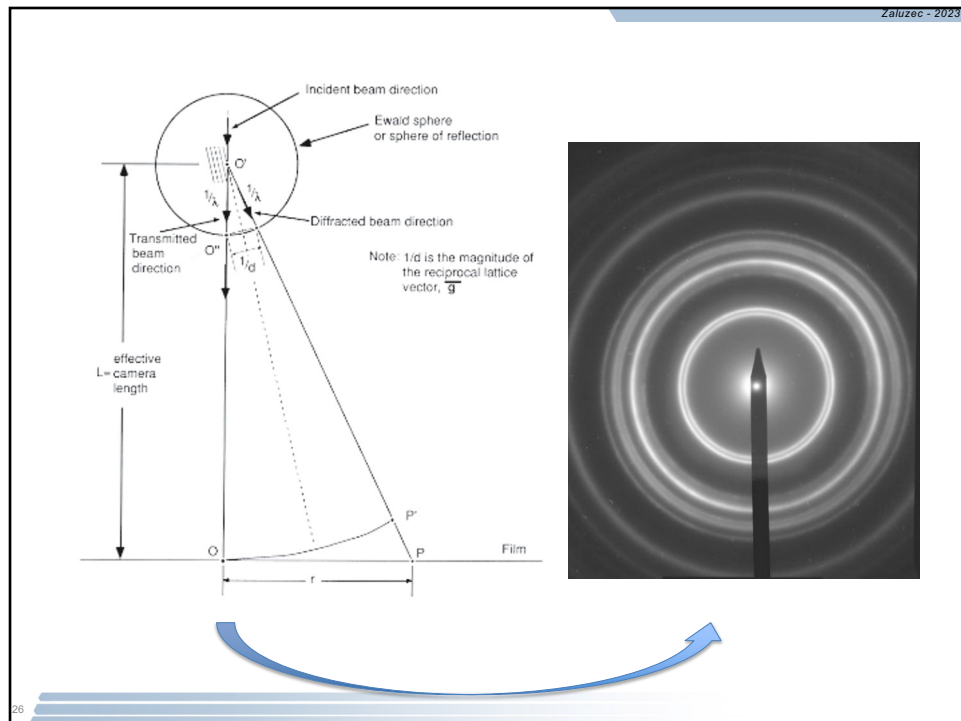 Zaluzec - 2023
Incident beam direction
Ewald sphere
or sphere of reflection
O'
1/λ
1/λ
Diffracted beam direction
Transmitted
beam
direction
O"
1/d
Note: 1/d is the magnitude of
the reciprocal lattice
vector, g
effective
L= camera
length
P'
O
P
Film
r
26